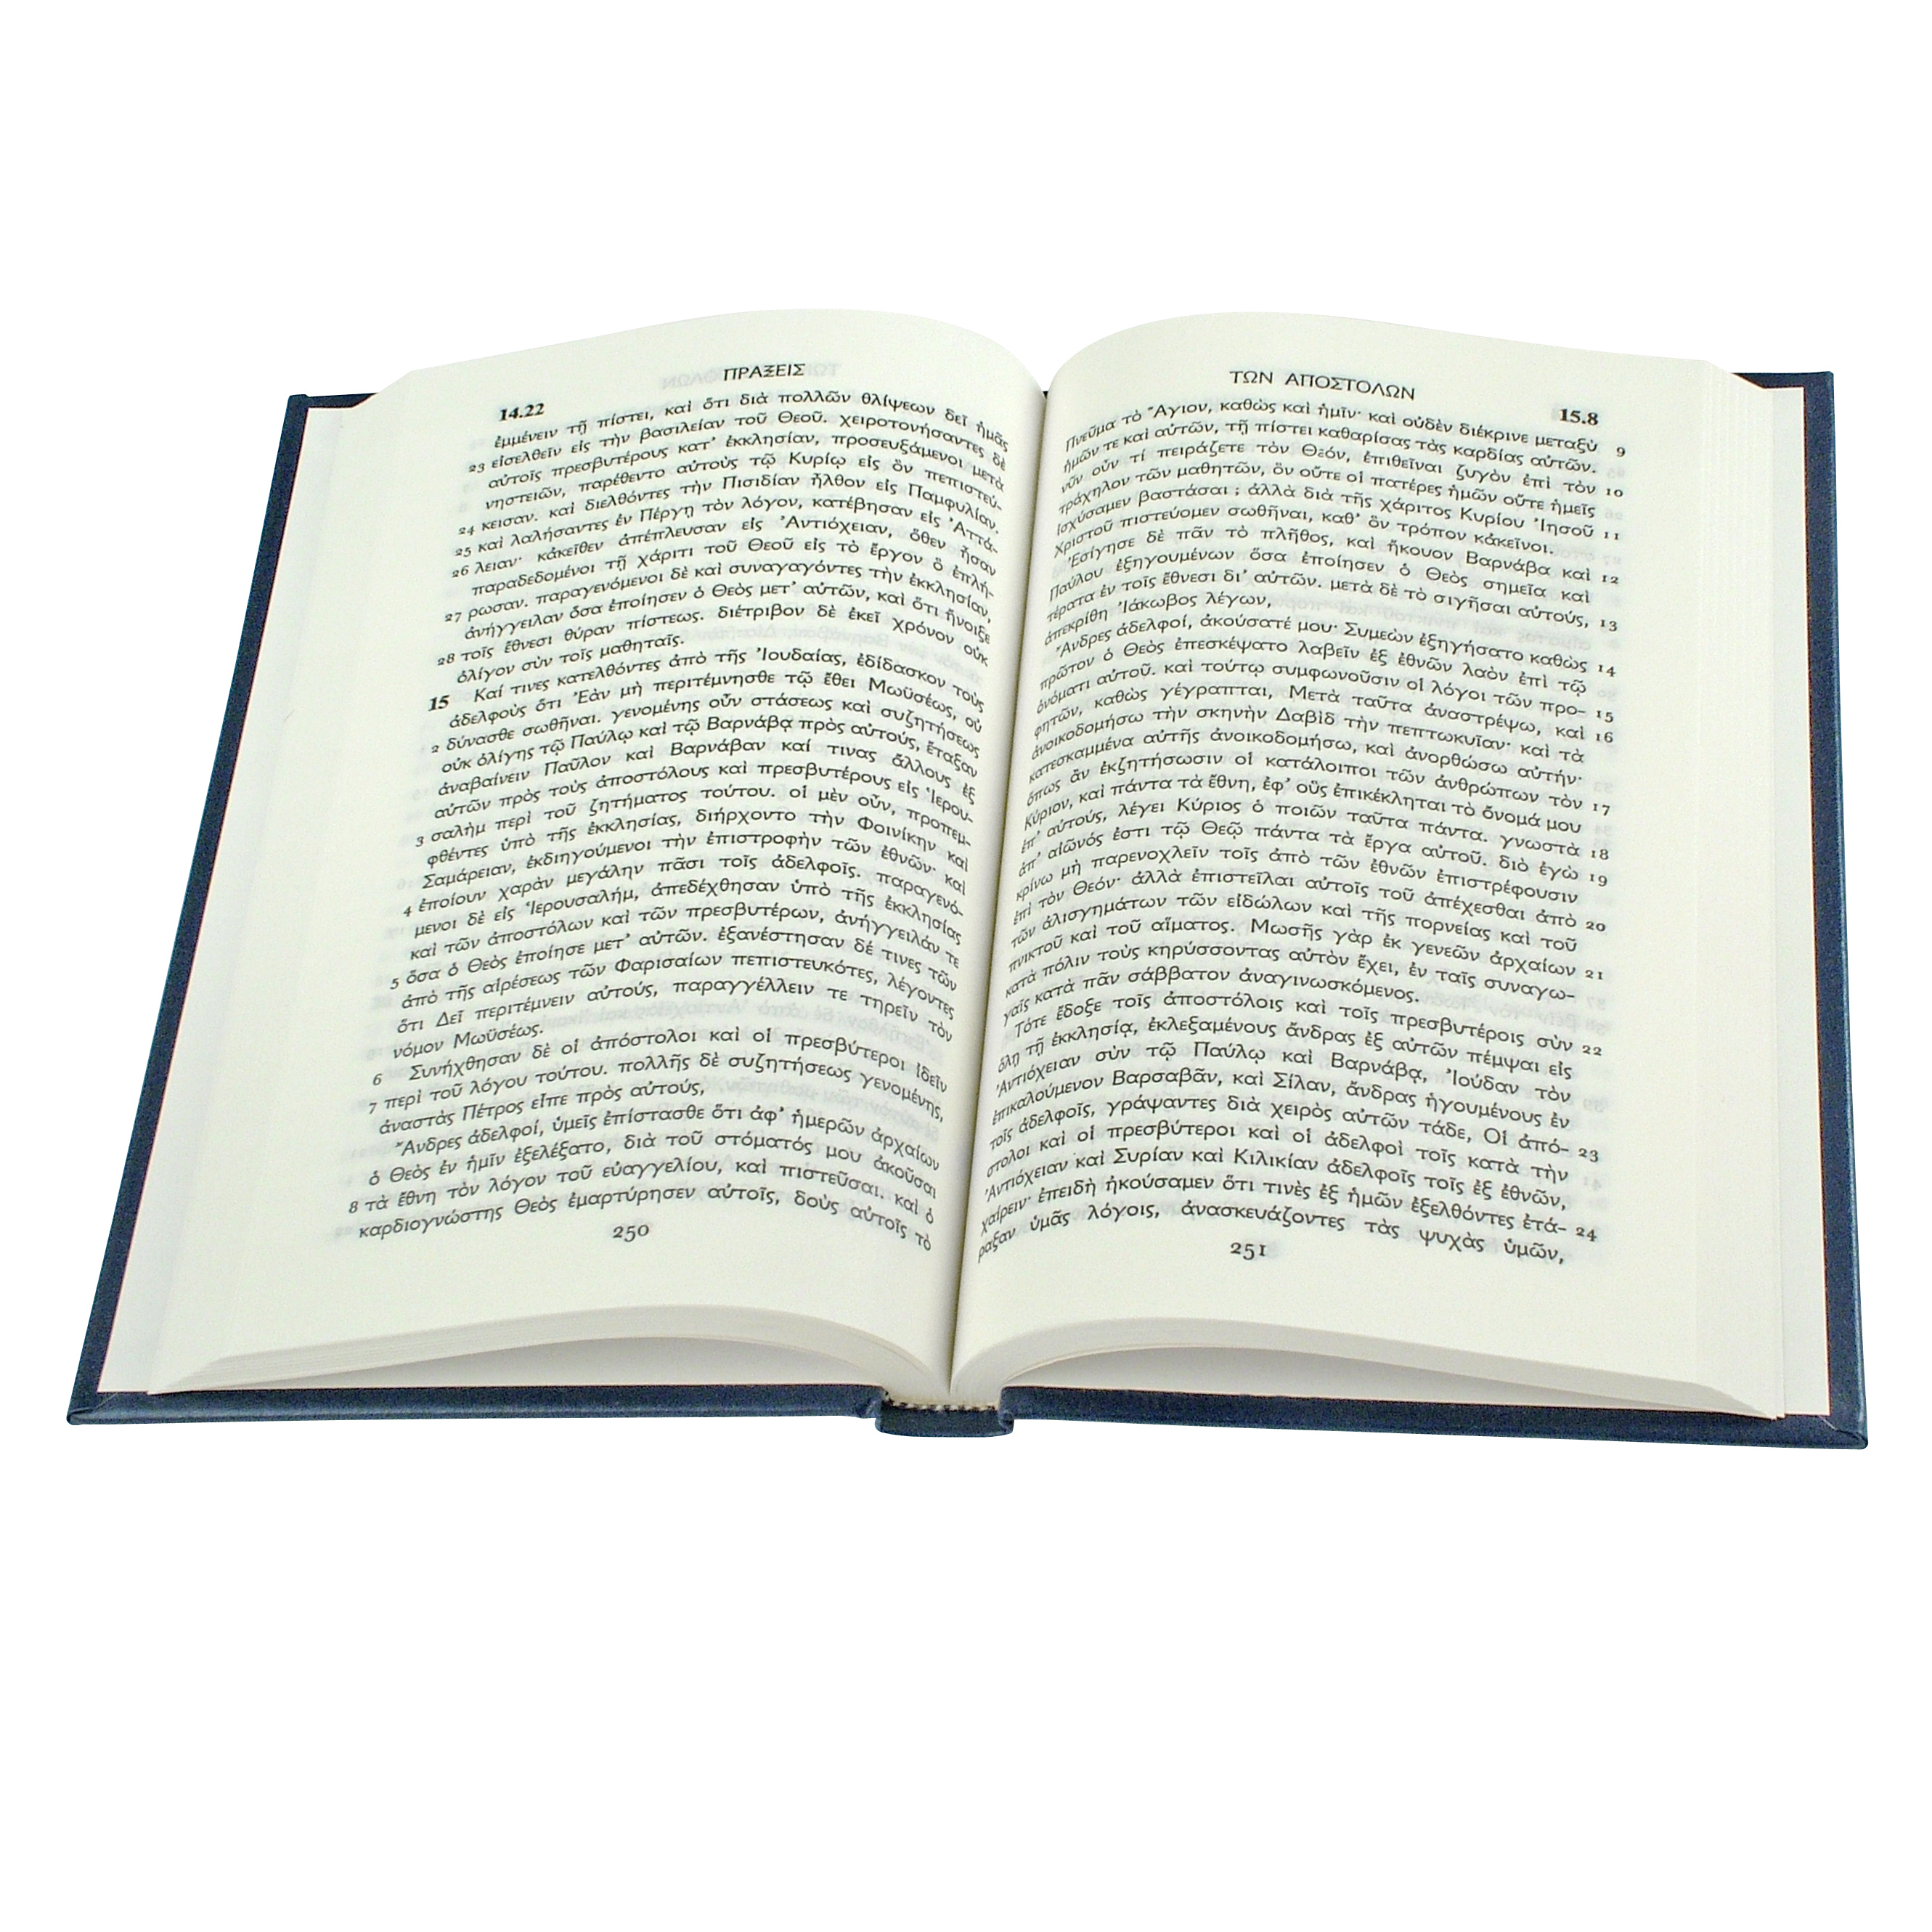 ΠΡΑΞΕΙΣ
14.22
ἐμμένειν τῇ πίστει, καὶ ὅτι διὰ πολλῶν θλίψεων δεῖ ἡμᾶς
23 εἰσελθεῖν εἰς τὴν βασιλείαν τοῦ Θεοῦ. χειροτονήσαντες δὲ
αὐτοῖς πρεσβυτέρους κατ’ ἐκκλησίαν, προσευξάμενοι μετὰ
νηστειῶν, παρέθεντο αὐτοὺς τῷ Κυρίῳ εἰς ὃν πεπιστεύ-
24 κεισαν. καὶ διελθόντες τὴν Πισιδίαν ἦλθον εἰς Παμφυλίαν.
25 καὶ λαλήσαντες ἐν Πέργῃ τὸν λόγον, κατέβησαν εἰς Ἀττά-
26 λειαν· κἀκεῖθεν ἀπέπλευσαν εἰς Ἀντιόχειαν, ὅθεν ἦσαν
παραδεδομένοι τῇ χάριτι τοῦ Θεοῦ εἰς τὸ ἔργον ὃ ἐπλή-
27 ρωσαν. παραγενόμενοι δὲ καὶ συναγαγόντες τὴν ἐκκλησίαν,
ἀνήγγειλαν ὅσα ἐποίησεν ὁ Θεὸς μετ’ αὐτῶν, καὶ ὅτι ἤνοιξε
28 τοῖς ἔθνεσι θύραν πίστεως. διέτριβον δὲ ἐκεῖ χρόνον οὐκ
ὀλίγον σὺν τοῖς μαθηταῖς.
15 Καί τινες κατελθόντες ἀπὸ τῆς Ἰουδαίας, ἐδίδασκον τοὺς
ἀδελφοὺς ὅτι Ἐὰν μὴ περιτέμνησθε τῷ ἔθει Μωϋσέως, οὐ
2 δύνασθε σωθῆναι. γενομένης οὖν στάσεως καὶ συζητήσεως
οὐκ ὀλίγης τῷ Παύλῳ καὶ τῷ Βαρνάβᾳ πρὸς αὐτούς, ἔταξαν
ἀναβαίνειν Παῦλον καὶ Βαρνάβαν καί τινας ἄλλους ἐξ
αὐτῶν πρὸς τοὺς ἀποστόλους καὶ πρεσβυτέρους εἰς Ἱερου-
3 σαλὴμ περὶ τοῦ ζητήματος τούτου. οἱ μὲν οὖν, προπεμ-
φθέντες ὑπὸ τῆς ἐκκλησίας, διήρχοντο τὴν Φοινίκην καὶ
Σαμάρειαν, ἐκδιηγούμενοι τὴν ἐπιστροφὴν τῶν ἐθνῶν· καὶ
4 ἐποίουν χαρὰν μεγάλην πᾶσι τοῖς ἀδελφοῖς. παραγενό-
μενοι δὲ εἰς Ἱερουσαλήμ, ἀπεδέχθησαν ὑπὸ τῆς ἐκκλησίας
καὶ τῶν ἀποστόλων καὶ τῶν πρεσβυτέρων, ἀνήγγειλάν τε
5 ὅσα ὁ Θεὸς ἐποίησε μετ’ αὐτῶν. ἐξανέστησαν δέ τινες τῶν
ἀπὸ τῆς αἱρέσεως τῶν Φαρισαίων πεπιστευκότες, λέγοντες
ὅτι Δεῖ περιτέμνειν αὐτούς, παραγγέλλειν τε τηρεῖν τὸν
νόμον Μωϋσέως.
6 Συνήχθησαν δὲ οἱ ἀπόστολοι καὶ οἱ πρεσβύτεροι ἰδεῖν
7 περὶ τοῦ λόγου τούτου. πολλῆς δὲ συζητήσεως γενομένης,
ἀναστὰς Πέτρος εἶπε πρὸς αὐτούς,
Ἄνδρες ἀδελφοί, ὑμεῖς ἐπίστασθε ὅτι ἀφ’ ἡμερῶν ἀρχαίων
ὁ Θεὸς ἐν ἡμῖν ἐξελέξατο, διὰ τοῦ στόματός μου ἀκοῦσαι
8 τὰ ἔθνη τὸν λόγον τοῦ εὐαγγελίου, καὶ πιστεῦσαι. καὶ ὁ
καρδιογνώστης Θεὸς ἐμαρτύρησεν αὐτοῖς, δοὺς αὐτοῖς τὸ
250
ΤΩΝ ΑΠΟΣΤΟΛΩΝ
15.8
Πνεῦμα τὸ Ἅγιον, καθὼς καὶ ἡμῖν· καὶ οὐδὲν διέκρινε μεταξὺ 9
ἡμῶν τε καὶ αὐτῶν, τῇ πίστει καθαρίσας τὰς καρδίας αὐτῶν.
νῦν οὖν τί πειράζετε τὸν Θεόν, ἐπιθεῖναι ζυγὸν ἐπὶ τὸν 10
τράχηλον τῶν μαθητῶν, ὃν οὔτε οἱ πατέρες ἡμῶν οὔτε ἡμεῖς
ἰσχύσαμεν βαστάσαι ; ἀλλὰ διὰ τῆς χάριτος Κυρίου Ἰησοῦ 11
Χριστοῦ πιστεύομεν σωθῆναι, καθ’ ὃν τρόπον κἀκεῖνοι.
Ἐσίγησε δὲ πᾶν τὸ πλῆθος, καὶ ἤκουον Βαρνάβα καὶ 12
Παύλου ἐξηγουμένων ὅσα ἐποίησεν ὁ Θεὸς σημεῖα καὶ
τέρατα ἐν τοῖς ἔθνεσι δι’ αὐτῶν. μετὰ δὲ τὸ σιγῆσαι αὐτούς, 13
ἀπεκρίθη Ἰάκωβος λέγων,
Ἄνδρες ἀδελφοί, ἀκούσατέ μου· Συμεὼν ἐξηγήσατο καθὼς 14
πρῶτον ὁ Θεὸς ἐπεσκέψατο λαβεῖν ἐξ ἐθνῶν λαὸν ἐπὶ τῷ
ὀνόματι αὐτοῦ. καὶ τούτῳ συμφωνοῦσιν οἱ λόγοι τῶν προ- 15
φητῶν, καθὼς γέγραπται, Μετὰ ταῦτα ἀναστρέψω, καὶ 16
ἀνοικοδομήσω τὴν σκηνὴν Δαβὶδ τὴν πεπτωκυῖαν· καὶ τὰ
κατεσκαμμένα αὐτῆς ἀνοικοδομήσω, καὶ ἀνορθώσω αὐτήν·
ὅπως ἂν ἐκζητήσωσιν οἱ κατάλοιποι τῶν ἀνθρώπων τὸν 17
Κύριον, καὶ πάντα τὰ ἔθνη, ἐφ’ οὓς ἐπικέκληται τὸ ὄνομά μου
ἐπ’ αὐτούς, λέγει Κύριος ὁ ποιῶν ταῦτα πάντα. γνωστὰ 18
ἀπ’ αἰῶνός ἐστι τῷ Θεῷ πάντα τὰ ἔργα αὐτοῦ. διὸ ἐγὼ 19
κρίνω μὴ παρενοχλεῖν τοῖς ἀπὸ τῶν ἐθνῶν ἐπιστρέφουσιν
ἐπὶ τὸν Θεόν· ἀλλὰ ἐπιστεῖλαι αὐτοῖς τοῦ ἀπέχεσθαι ἀπὸ 20
τῶν ἀλισγημάτων τῶν εἰδώλων καὶ τῆς πορνείας καὶ τοῦ
πνικτοῦ καὶ τοῦ αἵματος. Μωσῆς γὰρ ἐκ γενεῶν ἀρχαίων 21
κατὰ πόλιν τοὺς κηρύσσοντας αὐτὸν ἔχει, ἐν ταῖς συναγω-
γαῖς κατὰ πᾶν σάββατον ἀναγινωσκόμενος.
Τότε ἔδοξε τοῖς ἀποστόλοις καὶ τοῖς πρεσβυτέροις σὺν 22
ὅλῃ τῇ ἐκκλησίᾳ, ἐκλεξαμένους ἄνδρας ἐξ αὐτῶν πέμψαι εἰς
Ἀντιόχειαν σὺν τῷ Παύλῳ καὶ Βαρνάβᾳ, Ἰούδαν τὸν
ἐπικαλούμενον Βαρσαβᾶν, καὶ Σίλαν, ἄνδρας ἡγουμένους ἐν
τοῖς ἀδελφοῖς, γράψαντες διὰ χειρὸς αὐτῶν τάδε, Οἱ ἀπό- 23
στολοι καὶ οἱ πρεσβύτεροι καὶ οἱ ἀδελφοὶ τοῖς κατὰ τὴν
Ἀντιόχειαν καὶ Συρίαν καὶ Κιλικίαν ἀδελφοῖς τοῖς ἐξ ἐθνῶν,
χαίρειν· ἐπειδὴ ἠκούσαμεν ὅτι τινὲς ἐξ ἡμῶν ἐξελθόντες ἐτά- 24
ραξαν ὑμᾶς λόγοις, ἀνασκευάζοντες τὰς ψυχὰς ὑμῶν,
251